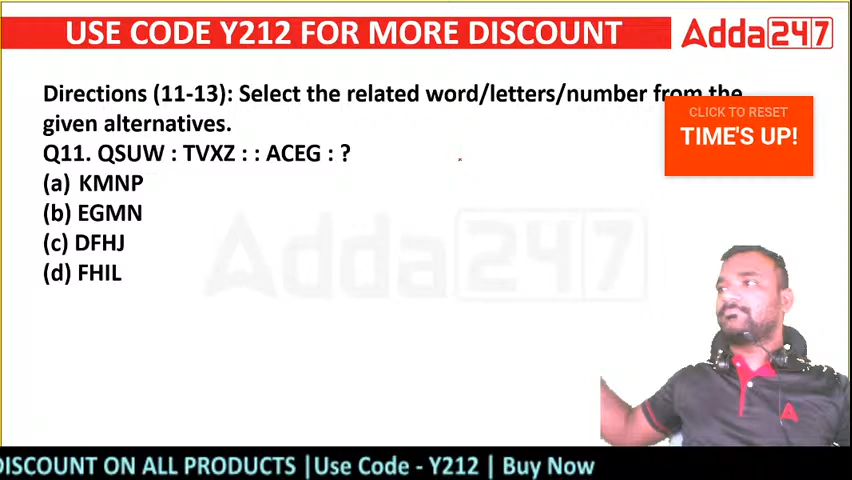 USE CODE Y212 FOR MORE DISCOUNT
Adda247
Directions (11-13): Select the related word/letters/number from the
given alternatives.
CLICK TO RESET
TIME'S UP!
Q11. QSUW : TVXZ : : ACEG : ?
(a) KMNP
(b) EGMN
(c) DFHJ
(d) FHIL
Adda247
DISCOUNT ON ALL PRODUCTS |Use Code - Y212 | Buy Now